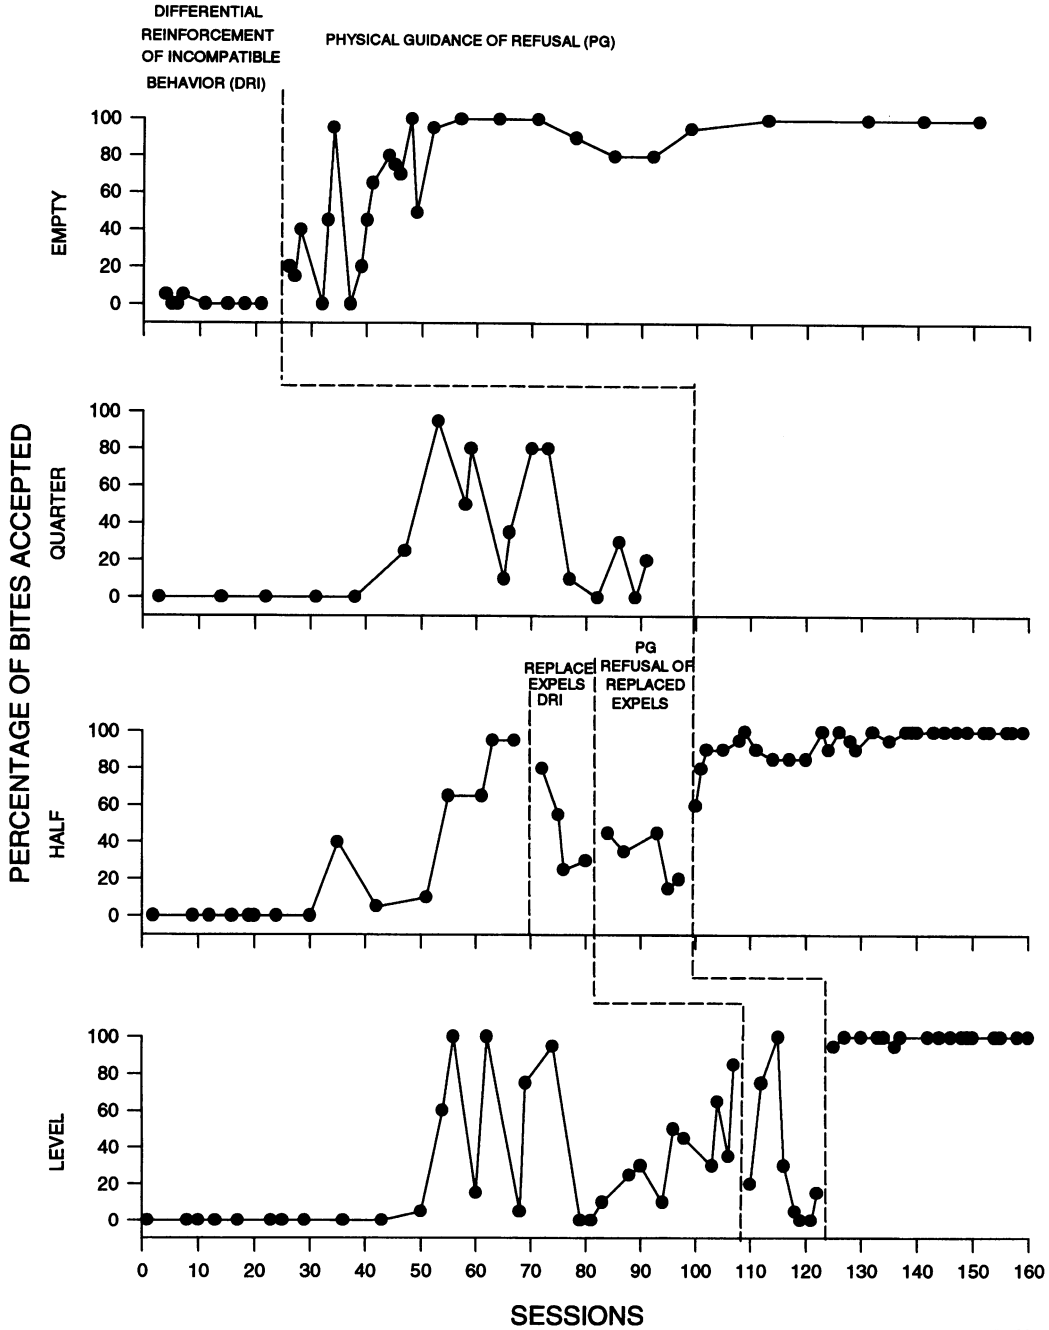 DIFFERENTIAL
REINFORCEMENT
OF INCOMPATIBLE
BEHAVIOR (DRI)
PHYSICAL GUIDANCE OF REFUSAL (PG)
PERCENTAGE OF BITES ACCEPTED
EMPTY
100
80
60
40
20
0
QUARTER
100
80
60
40
20
0
REPLACE
EXPELS
DRI
PG
REFUSAL OF
REPLACED
EXPELS
HALF
100
80
60
40
20
0
LEVEL
100
80
60
40
20
0
0 10 20 30 40 50 60 70 80 90 100 110 120 130 140 150 160
SESSIONS